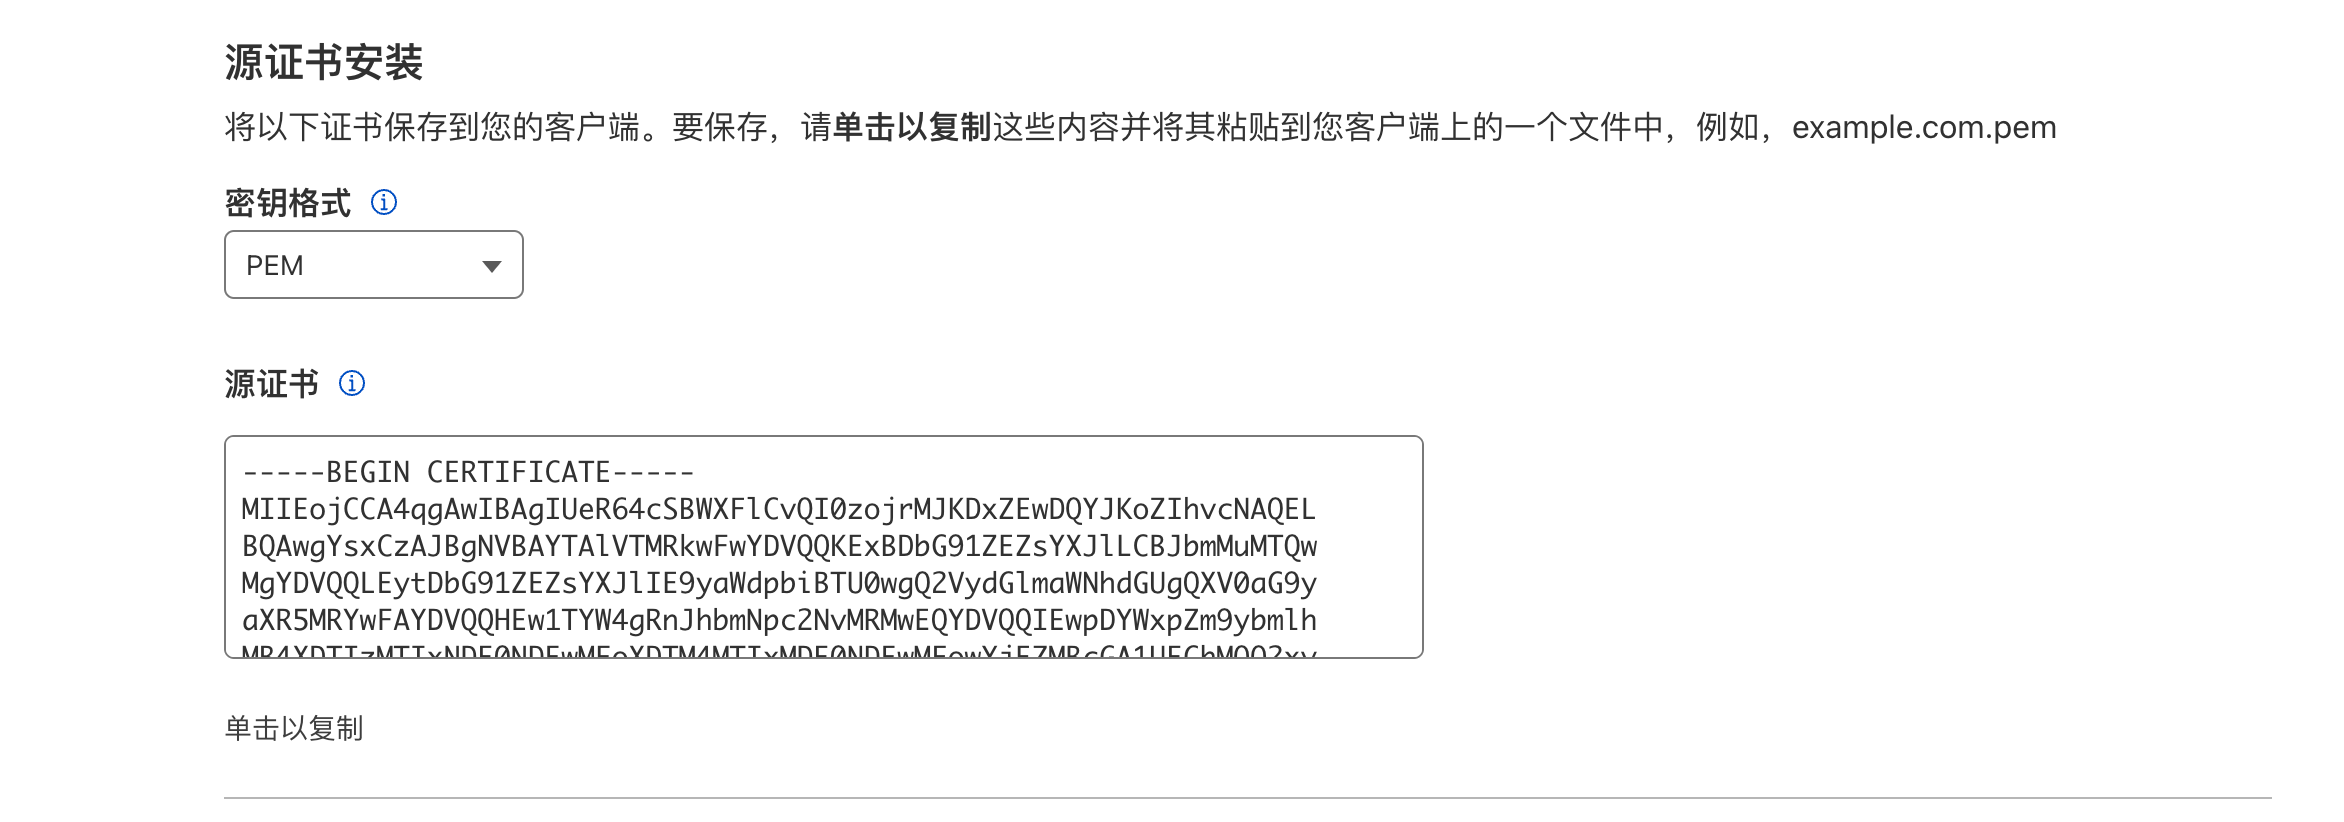 源证书安装
将以下证书保存到您的客户端。要保存，请单击以复制这些内容并将其粘贴到您客户端上的一个文件中，例如，example.com.pem
密钥格式
PEM
源证书
-----BEGIN CERTIFICATE-----
MIIEojCCA4qgAwIBAgIUeR64cSBWXFlCvQI0zojrMJKDxZEwDQYJKoZIhvcNAQEL
BQAwgYsxCzAJBgNVBAYTAlVTMRkwFwYDVQQKExBDbG91ZEZsYXJlLCBJbmMuMTQw
MgYDVQQLEytDbG91ZEZsYXJlIE9yaWdpbiBTU0wgQ2VydGlmaWNhdGUgQXV0aG9y
aXR5MRYwFAYDVQQHEw1TYW4gRnJhbmNpc2NvMRMwEQYDVQQIEwpDYWxpZm9ybmlh
单击以复制